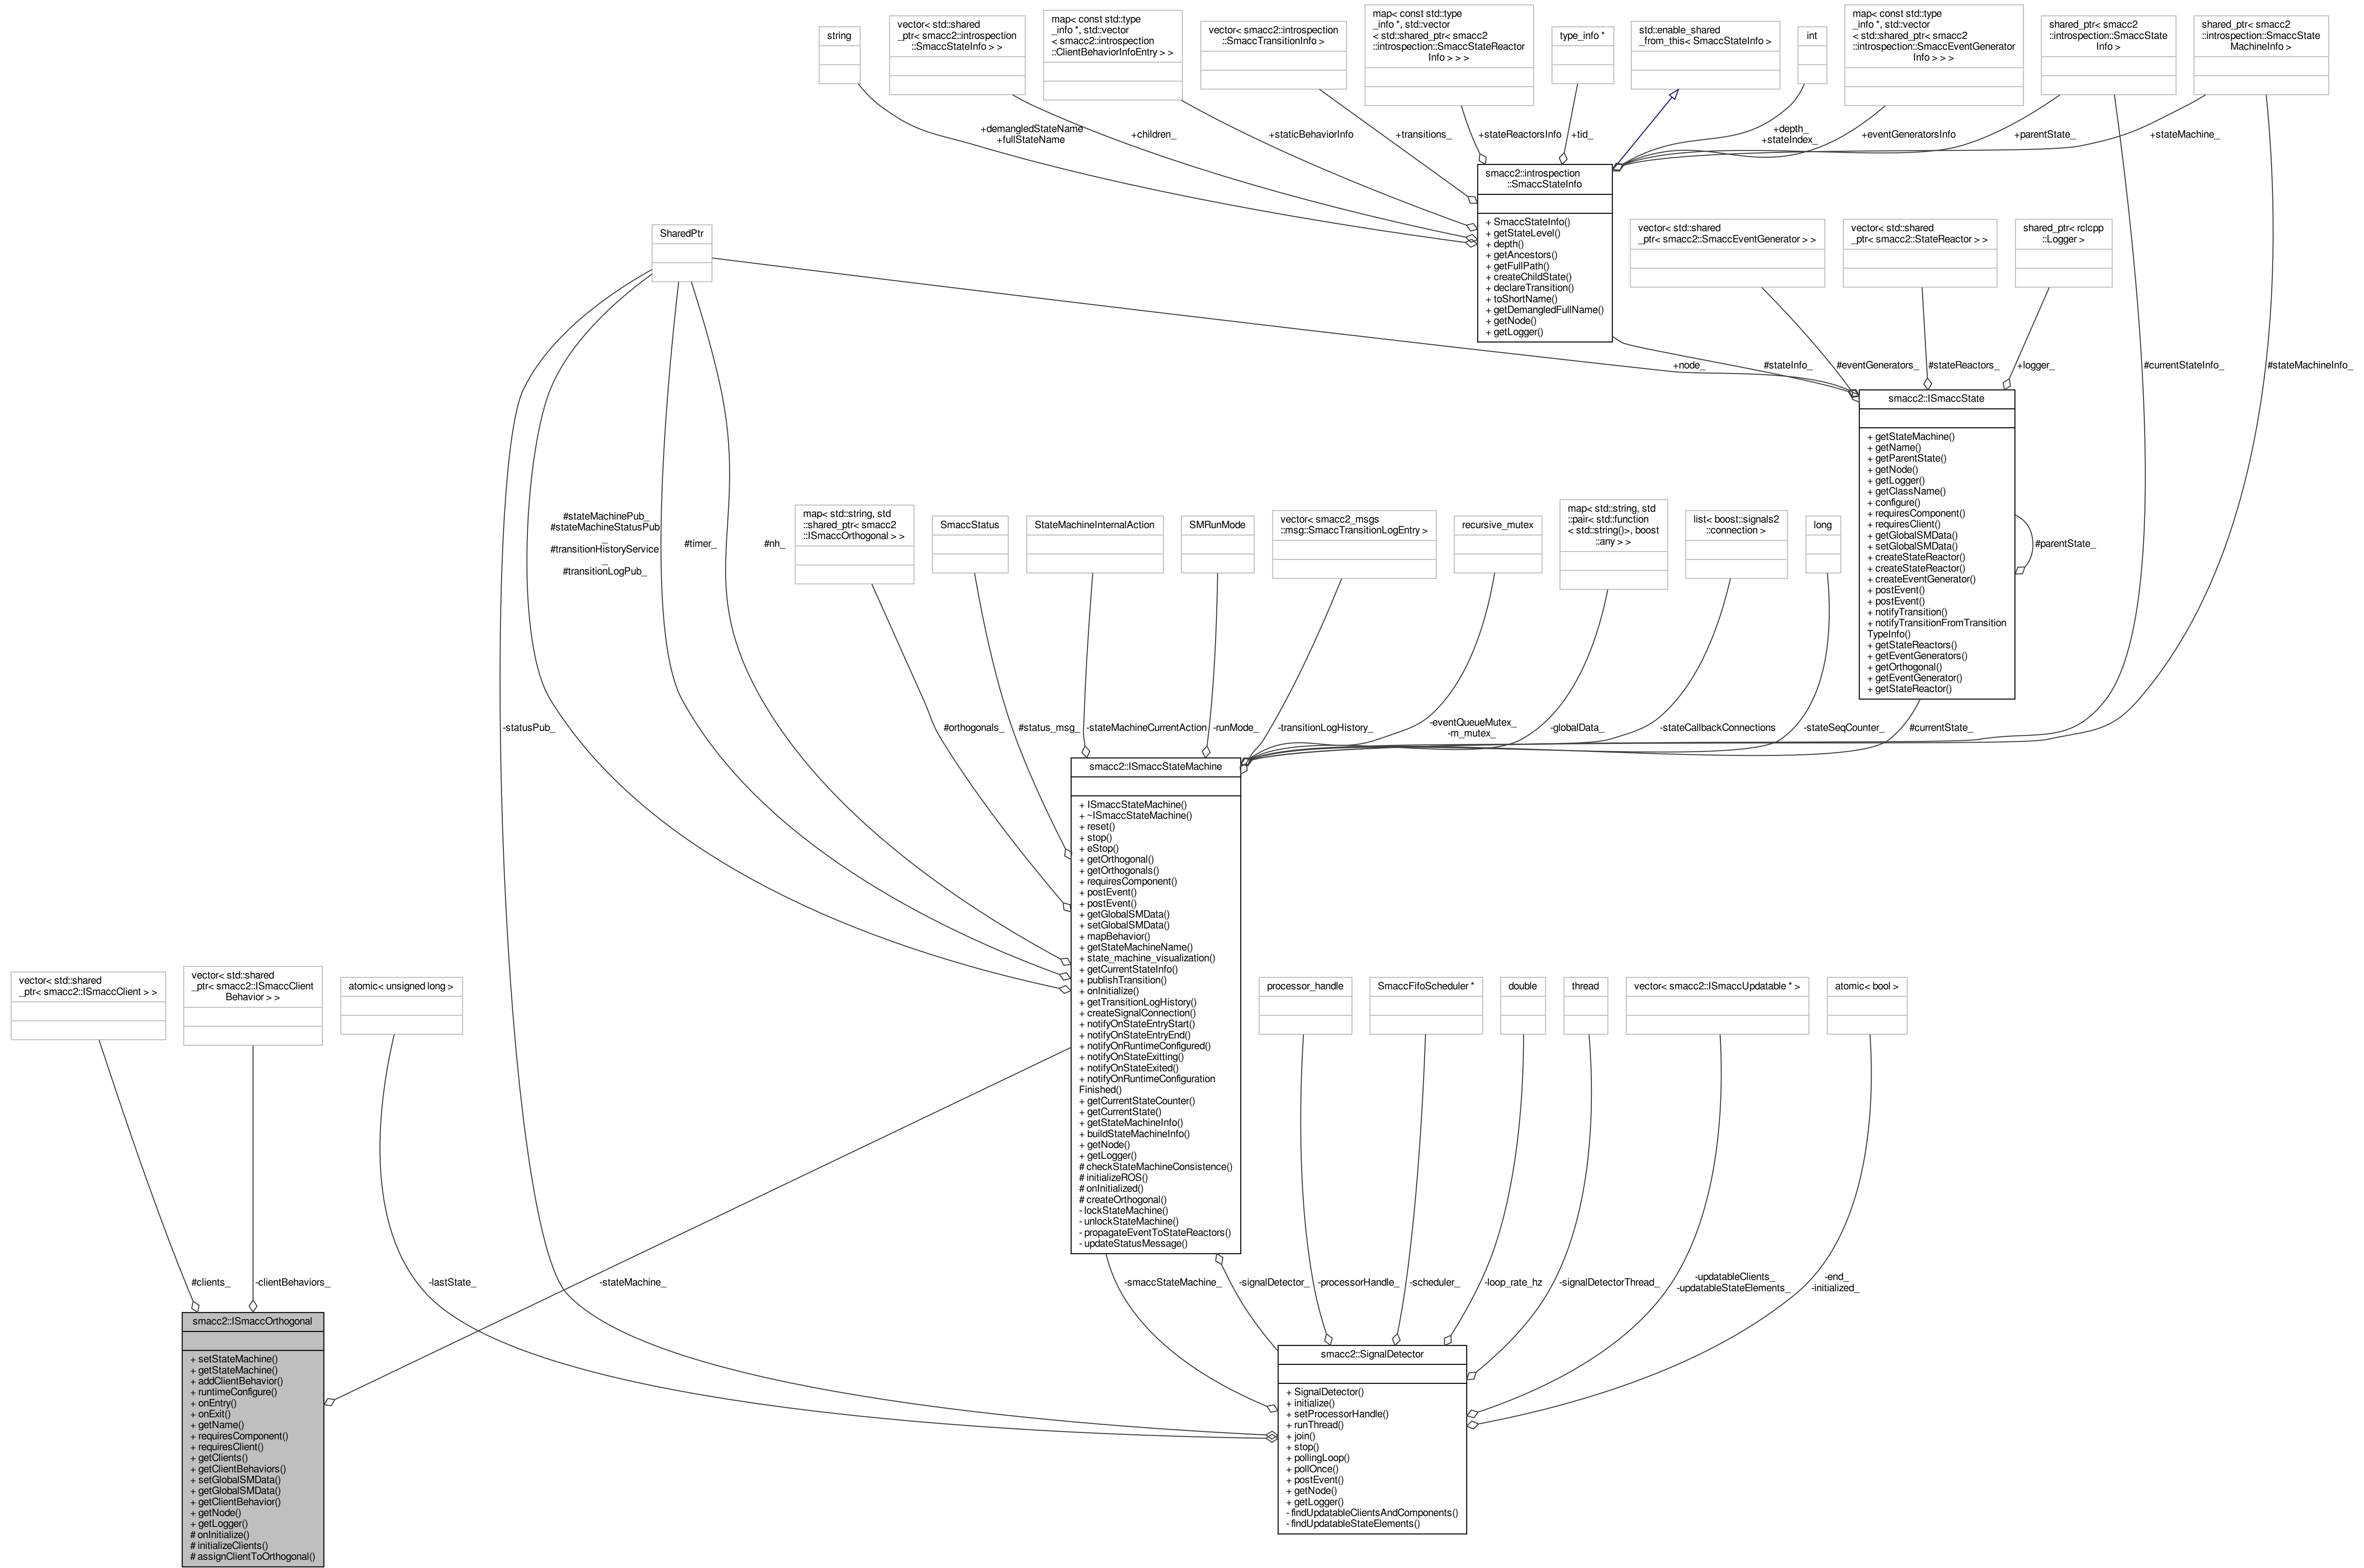 string
vector< std::shared
_ptr< smacc2::introspection
::SmaccStateInfo > >
map< const std::type
_info *, std::vector
< smacc2::introspection
::ClientBehaviorInfoEntry > >
vector< smacc2::introspection
::SmaccTransitionInfo >
map< const std::type
_info *, std::vector
< std::shared_ptr< smacc2
::introspection::SmaccStateReactor
Info > > >
type_info *
std::enable_shared
_from_this< SmaccStateInfo >
int
map< const std::type
_info *, std::vector
< std::shared_ptr< smacc2
::introspection::SmaccEventGenerator
Info > > >
shared_ptr< smacc2
::introspection::SmaccState
Info >
shared_ptr< smacc2
::introspection::SmaccState
MachineInfo >
+demangledStateName
+fullStateName
+children_
+staticBehaviorInfo
+transitions_
+stateReactorsInfo
+tid_
+depth_
+stateIndex_
+eventGeneratorsInfo
+parentState_
+stateMachine_
smacc2::introspection
::SmaccStateInfo
+ SmaccStateInfo()
+ getStateLevel()
+ depth()
+ getAncestors()
+ getFullPath()
+ createChildState()
+ declareTransition()
+ toShortName()
+ getDemangledFullName()
+ getNode()
+ getLogger()
SharedPtr
vector< std::shared
_ptr< smacc2::SmaccEventGenerator > >
vector< std::shared
_ptr< smacc2::StateReactor > >
shared_ptr< rclcpp
::Logger >
+node_
#stateInfo_
#eventGenerators_
#stateReactors_
+logger_
#currentStateInfo_
#stateMachineInfo_
smacc2::ISmaccState
+ getStateMachine()
+ getName()
+ getParentState()
+ getNode()
+ getLogger()
+ getClassName()
+ configure()
+ requiresComponent()
+ requiresClient()
+ getGlobalSMData()
+ setGlobalSMData()
+ createStateReactor()
+ createStateReactor()
+ createEventGenerator()
+ postEvent()
+ postEvent()
+ notifyTransition()
+ notifyTransitionFromTransition
TypeInfo()
+ getStateReactors()
+ getEventGenerators()
+ getOrthogonal()
+ getEventGenerator()
+ getStateReactor()
#parentState_
#stateMachinePub_
#stateMachineStatusPub
_
#transitionHistoryService
_
#transitionLogPub_
#timer_
#nh_
map< std::string, std
::shared_ptr< smacc2
::ISmaccOrthogonal > >
SmaccStatus
StateMachineInternalAction
SMRunMode
vector< smacc2_msgs
::msg::SmaccTransitionLogEntry >
recursive_mutex
map< std::string, std
::pair< std::function
< std::string()>, boost
::any > >
list< boost::signals2
::connection >
long
-statusPub_
#orthogonals_
#status_msg_
-stateMachineCurrentAction
-runMode_
-transitionLogHistory_
-eventQueueMutex_
-m_mutex_
-globalData_
-stateCallbackConnections
-stateSeqCounter_
#currentState_
smacc2::ISmaccStateMachine
+ ISmaccStateMachine()
+ ~ISmaccStateMachine()
+ reset()
+ stop()
+ eStop()
+ getOrthogonal()
+ getOrthogonals()
+ requiresComponent()
+ postEvent()
+ postEvent()
+ getGlobalSMData()
+ setGlobalSMData()
+ mapBehavior()
+ getStateMachineName()
+ state_machine_visualization()
+ getCurrentStateInfo()
+ publishTransition()
+ onInitialize()
+ getTransitionLogHistory()
+ createSignalConnection()
+ notifyOnStateEntryStart()
+ notifyOnStateEntryEnd()
+ notifyOnRuntimeConfigured()
+ notifyOnStateExitting()
+ notifyOnStateExited()
+ notifyOnRuntimeConfiguration
Finished()
+ getCurrentStateCounter()
+ getCurrentState()
+ getStateMachineInfo()
+ buildStateMachineInfo()
+ getNode()
+ getLogger()
# checkStateMachineConsistence()
# initializeROS()
# onInitialized()
# createOrthogonal()
- lockStateMachine()
- unlockStateMachine()
- propagateEventToStateReactors()
- updateStatusMessage()
vector< std::shared
_ptr< smacc2::ISmaccClient > >
vector< std::shared
_ptr< smacc2::ISmaccClient
Behavior > >
atomic< unsigned long >
processor_handle
SmaccFifoScheduler *
double
thread
vector< smacc2::ISmaccUpdatable * >
atomic< bool >
#clients_
-clientBehaviors_
-lastState_
-stateMachine_
-smaccStateMachine_
-signalDetector_
-processorHandle_
-scheduler_
-loop_rate_hz
-signalDetectorThread_
-updatableClients_
-updatableStateElements_
-end_
-initialized_
smacc2::ISmaccOrthogonal
+ setStateMachine()
+ getStateMachine()
+ addClientBehavior()
+ runtimeConfigure()
+ onEntry()
+ onExit()
+ getName()
+ requiresComponent()
+ requiresClient()
+ getClients()
+ getClientBehaviors()
+ setGlobalSMData()
+ getGlobalSMData()
+ getClientBehavior()
+ getNode()
+ getLogger()
# onInitialize()
# initializeClients()
# assignClientToOrthogonal()
smacc2::SignalDetector
+ SignalDetector()
+ initialize()
+ setProcessorHandle()
+ runThread()
+ join()
+ stop()
+ pollingLoop()
+ pollOnce()
+ postEvent()
+ getNode()
+ getLogger()
- findUpdatableClientsAndComponents()
- findUpdatableStateElements()